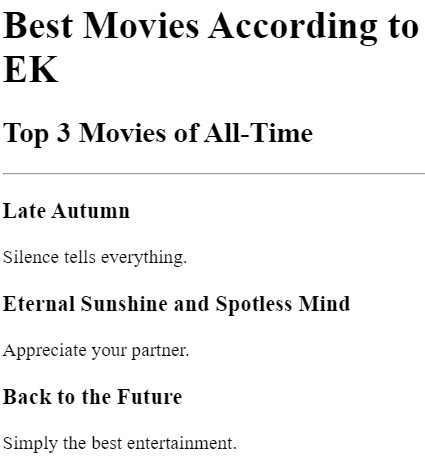 Best Movies According to
EK
Top 3 Movies of All-Time
Late Autumn
Silence tells everything.
Eternal Sunshine and Spotless Mind
Appreciate your partner.
Back to the Future
Simply the best entertainment.